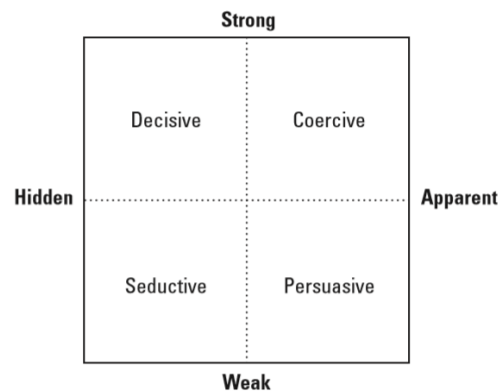 Strong
Decisive Coercive
Hidden Apparent
Seductive Persuasive
Weak